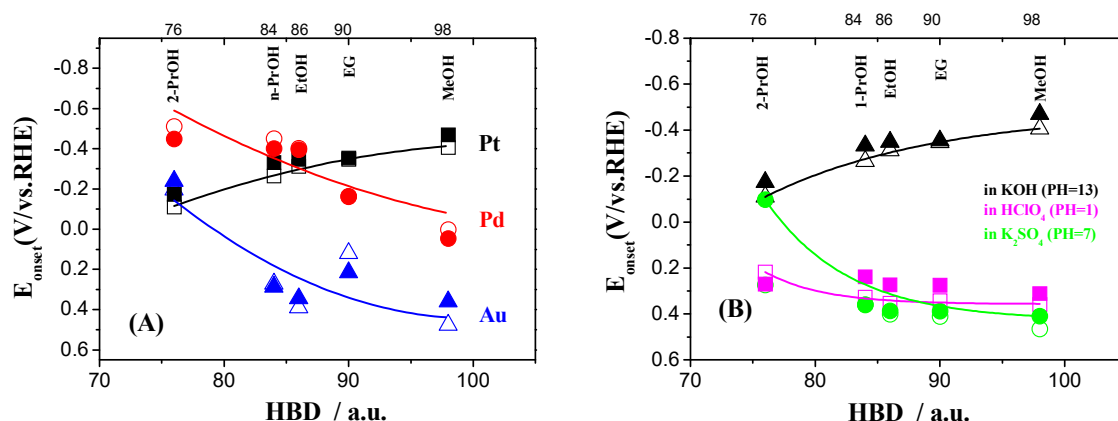 76 84 86 90 98
-0.8
-0.6
-0.4
-0.2
0.0
0.2
0.4
0.6
E_onset(V/vs.RHE)
2-PrOH
n-PrOH
EtOH
EG
MeOH
Pt
Pd
Au
(A)
70 80 90 100
HBD / a.u.
76 84 86 90 98
-0.8
-0.6
-0.4
-0.2
0.0
0.2
0.4
0.6
E_onset(V/vs.RHE)
2-PrOH
1-PrOH
EtOH
EG
MeOH
in KOH (PH=13)
in HClO₄ (PH=1)
in K₂SO₄ (PH=7)
(B)
70 80 90 100
HBD / a.u.